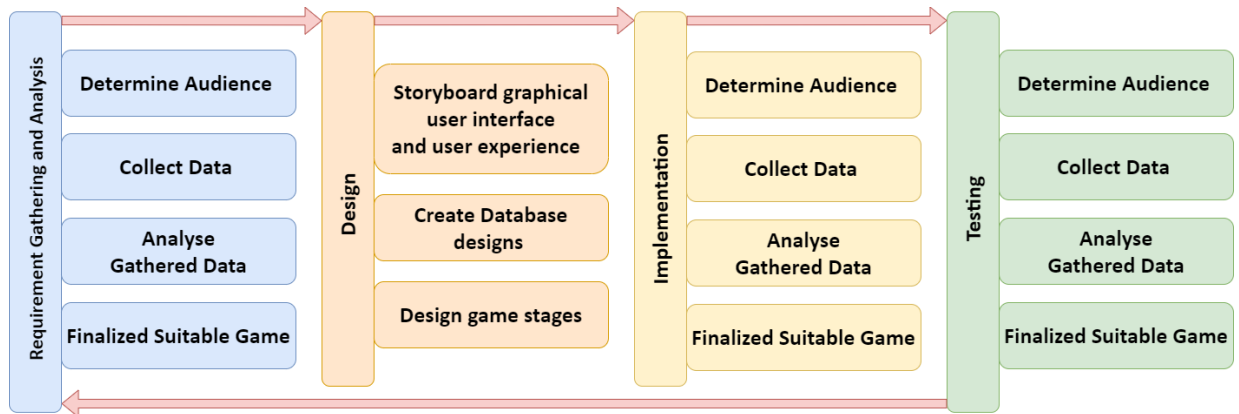 Requirement Gathering and Analysis
Determine Audience
Collect Data
Analyse
Gathered Data
Finalized Suitable Game
Design
Storyboard graphical
user interface
and user experience
Create Database
designs
Design game stages
Implementation
Determine Audience
Collect Data
Analyse
Gathered Data
Finalized Suitable Game
Testing
Determine Audience
Collect Data
Analyse
Gathered Data
Finalized Suitable Game